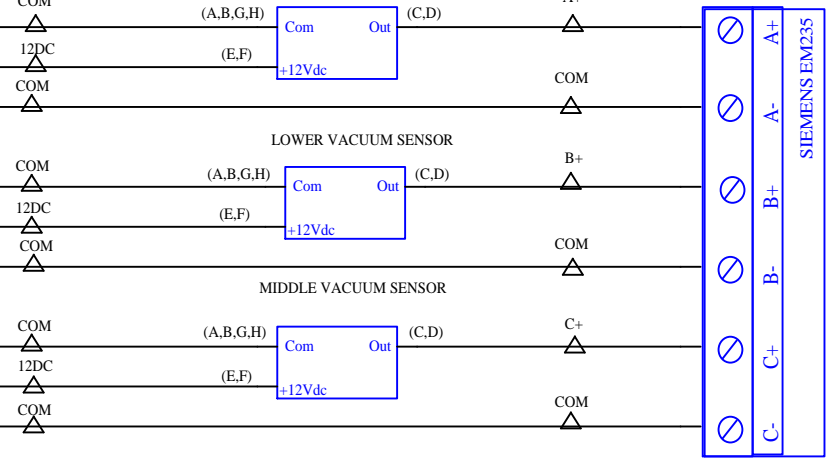 COM
(A,B,G,H)
Com
Out
(C,D)
A+
12DC
(E,F)
+12Vdc
COM
COM
A+
A-
SIEMENS EM235
LOWER VACUUM SENSOR
COM
(A,B,G,H)
Com
Out
(C,D)
B+
B+
12DC
(E,F)
+12Vdc
COM
COM
B-
MIDDLE VACUUM SENSOR
COM
(A,B,G,H)
Com
Out
(C,D)
C+
C+
12DC
(E,F)
+12Vdc
COM
COM
C-